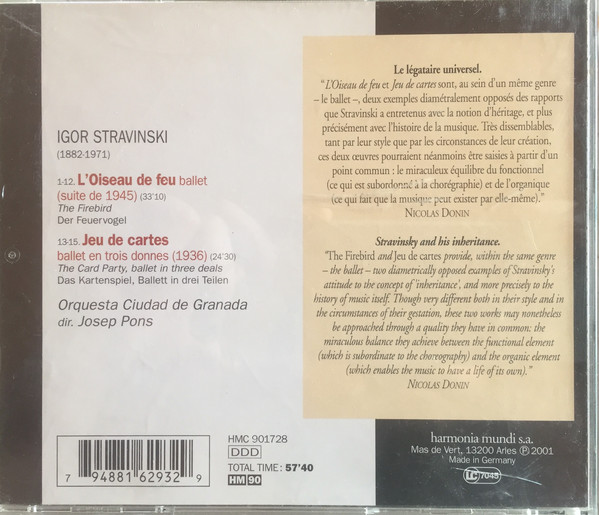 IGOR STRAVINSKI
(1882-1971)
1-12. L'Oiseau de feu ballet
(suite de 1945) (33'10)
The Firebird
Der Feuervogel
13-15. Jeu de cartes
ballet en trois donnes (1936) (24'30)
The Card Party, ballet in three deals
Das Kartenspiel, Ballett in drei Teilen
Orquesta Ciudad de Granada
dir. Josep Pons
Le légataire universel.
"L'Oiseau de feu et Jeu de cartes sont, au sein d'un même genre
– le ballet –, deux exemples diamétralement opposés des rapports
que Stravinski a entretenus avec la notion d'héritage, et plus
précisément avec l'histoire de la musique. Très dissemblables,
tant par leur style que par les circonstances de leur création,
ces deux œuvres pourraient néanmoins être saisies à partir d'un
point commun : le miraculeux équilibre du fonctionnel
(ce qui est subordonné à la chorégraphie) et de l'organique
(ce qui fait que la musique peut exister par elle-même)."
NICOLAS DONIN
Stravinsky and his inheritance.
"The Firebird and Jeu de cartes provide, within the same genre
– the ballet – two diametrically opposed examples of Stravinsky's
attitude to the concept of 'inheritance', and more precisely to the
history of music itself. Though very different both in their style and in
the circumstances of their gestation, these two works may nonetheless
be approached through a quality they have in common: the
miraculous balance they achieve between the functional element
(which is subordinate to the choreography) and the organic element
(which enables the music to have a life of its own)."
NICOLAS DONIN
7 94881 62932 9
HMC 901728
DDD
TOTAL TIME : 57'40
HM 90
harmonia mundi s.a.
Mas de Vert, 13200 Arles ℗ 2001
Made in Germany
LC 7045